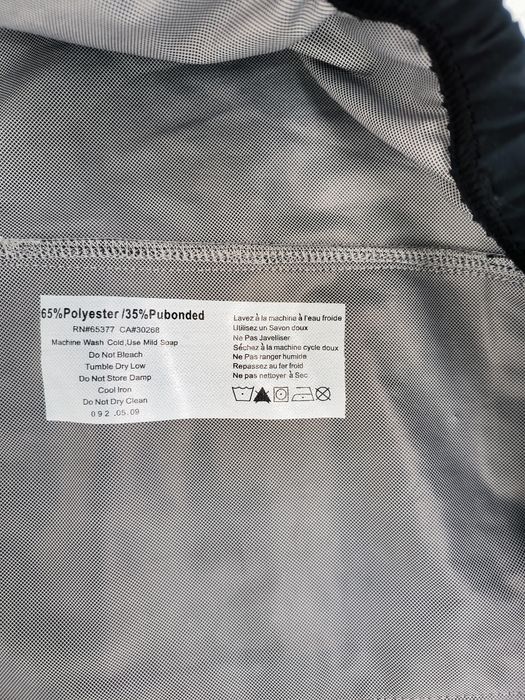 65%Polyester /35%Pubonded
RN#65377 CA#30268
Machine Wash Cold,Use Mild Soap
Do Not Bleach
Tumble Dry Low
Do Not Store Damp
Cool Iron
Do Not Dry Clean
092 .05.09
Lavez à la machine à l'eau froide
Utilisez un Savon doux
Ne Pas Javelliser
Séchez à la machine cycle doux
Ne Pas ranger humide
Repassez au fer froid
Ne pas nettoyer à Sec